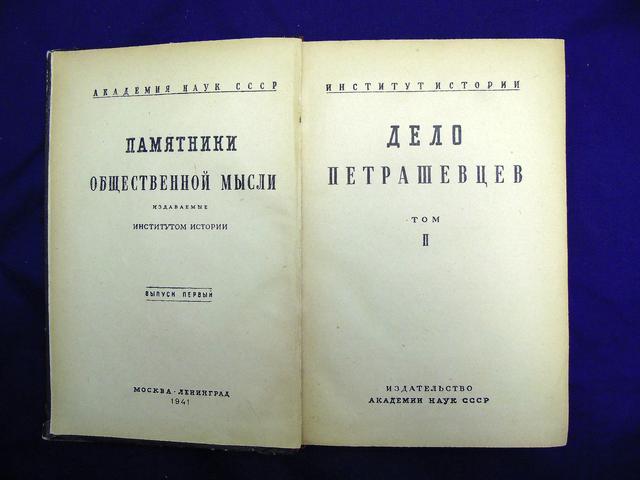 АКАДЕМИЯ НАУК СССР
ПАМЯТНИКИ
ОБЩЕСТВЕННОЙ МЫСЛИ
ИЗДАВАЕМЫЕ
ИНСТИТУТОМ ИСТОРИИ
ВЫПУСК ПЕРВЫЙ
МОСКВА-ЛЕНИНГРАД
1941
ИНСТИТУТ ИСТОРИИ
ДЕЛО
ПЕТРАШЕВЦЕВ
ТОМ
II
ИЗДАТЕЛЬСТВО
АКАДЕМИИ НАУК СССР